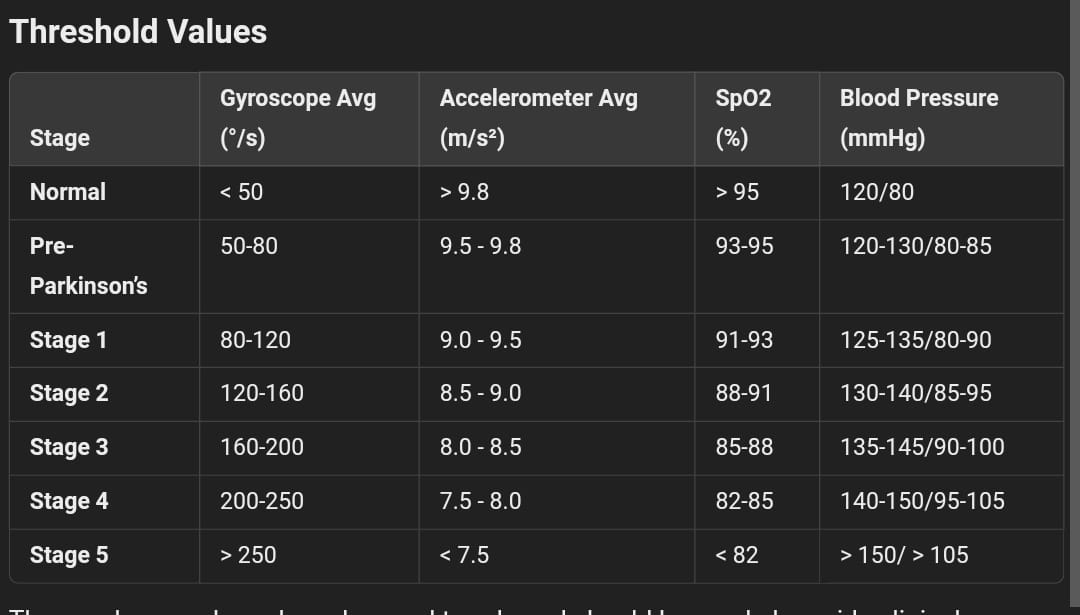 Threshold Values
Stage Gyroscope Avg (°/s) Accelerometer Avg (m/s²) SpO2 (%) Blood Pressure (mmHg)
Normal < 50 > 9.8 > 95 120/80
Pre-Parkinson’s 50-80 9.5 - 9.8 93-95 120-130/80-85
Stage 1 80-120 9.0 - 9.5 91-93 125-135/80-90
Stage 2 120-160 8.5 - 9.0 88-91 130-140/85-95
Stage 3 160-200 8.0 - 8.5 85-88 135-145/90-100
Stage 4 200-250 7.5 - 8.0 82-85 140-150/95-105
Stage 5 > 250 < 7.5 < 82 > 150/ > 105